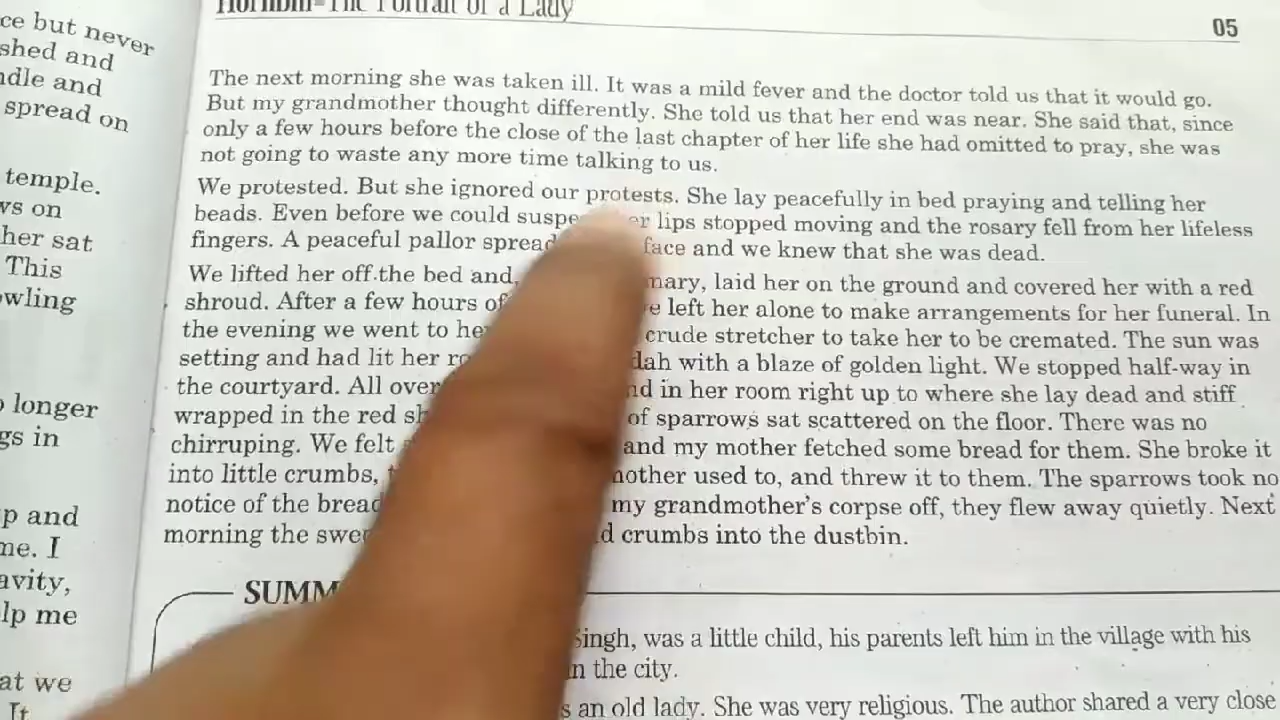 ce but never
shed and
ndle and
spread on
temple.
ws on
her sat
This
owling
longer
gs in
p and
me. I
avity,
lp me
at we
It
Hornbill-The Portrait of a Lady
05
The next morning she was taken ill. It was a mild fever and the doctor told us that it would go.
But my grandmother thought differently. She told us that her end was near. She said that, since
only a few hours before the close of the last chapter of her life she had omitted to pray, she was
not going to waste any more time talking to us.
We protested. But she ignored our protests. She lay peacefully in bed praying and telling her
beads. Even before we could suspe er lips stopped moving and the rosary fell from her lifeless
fingers. A peaceful pallor spread face and we knew that she was dead.
We lifted her off.the bed and, mary, laid her on the ground and covered her with a red
shroud. After a few hours of e left her alone to make arrangements for her funeral. In
the evening we went to he crude stretcher to take her to be cremated. The sun was
setting and had lit her ro dah with a blaze of golden light. We stopped half-way in
the courtyard. All over nd in her room right up to where she lay dead and stiff
wrapped in the red sh of sparrows sat scattered on the floor. There was no
chirruping. We felt and my mother fetched some bread for them. She broke it
into little crumbs, mother used to, and threw it to them. The sparrows took no
notice of the bread my grandmother's corpse off, they flew away quietly. Next
morning the swe d crumbs into the dustbin.
SUMM
Singh, was a little child, his parents left him in the village with his
in the city.
s an old lady. She was very religious. The author shared a very close